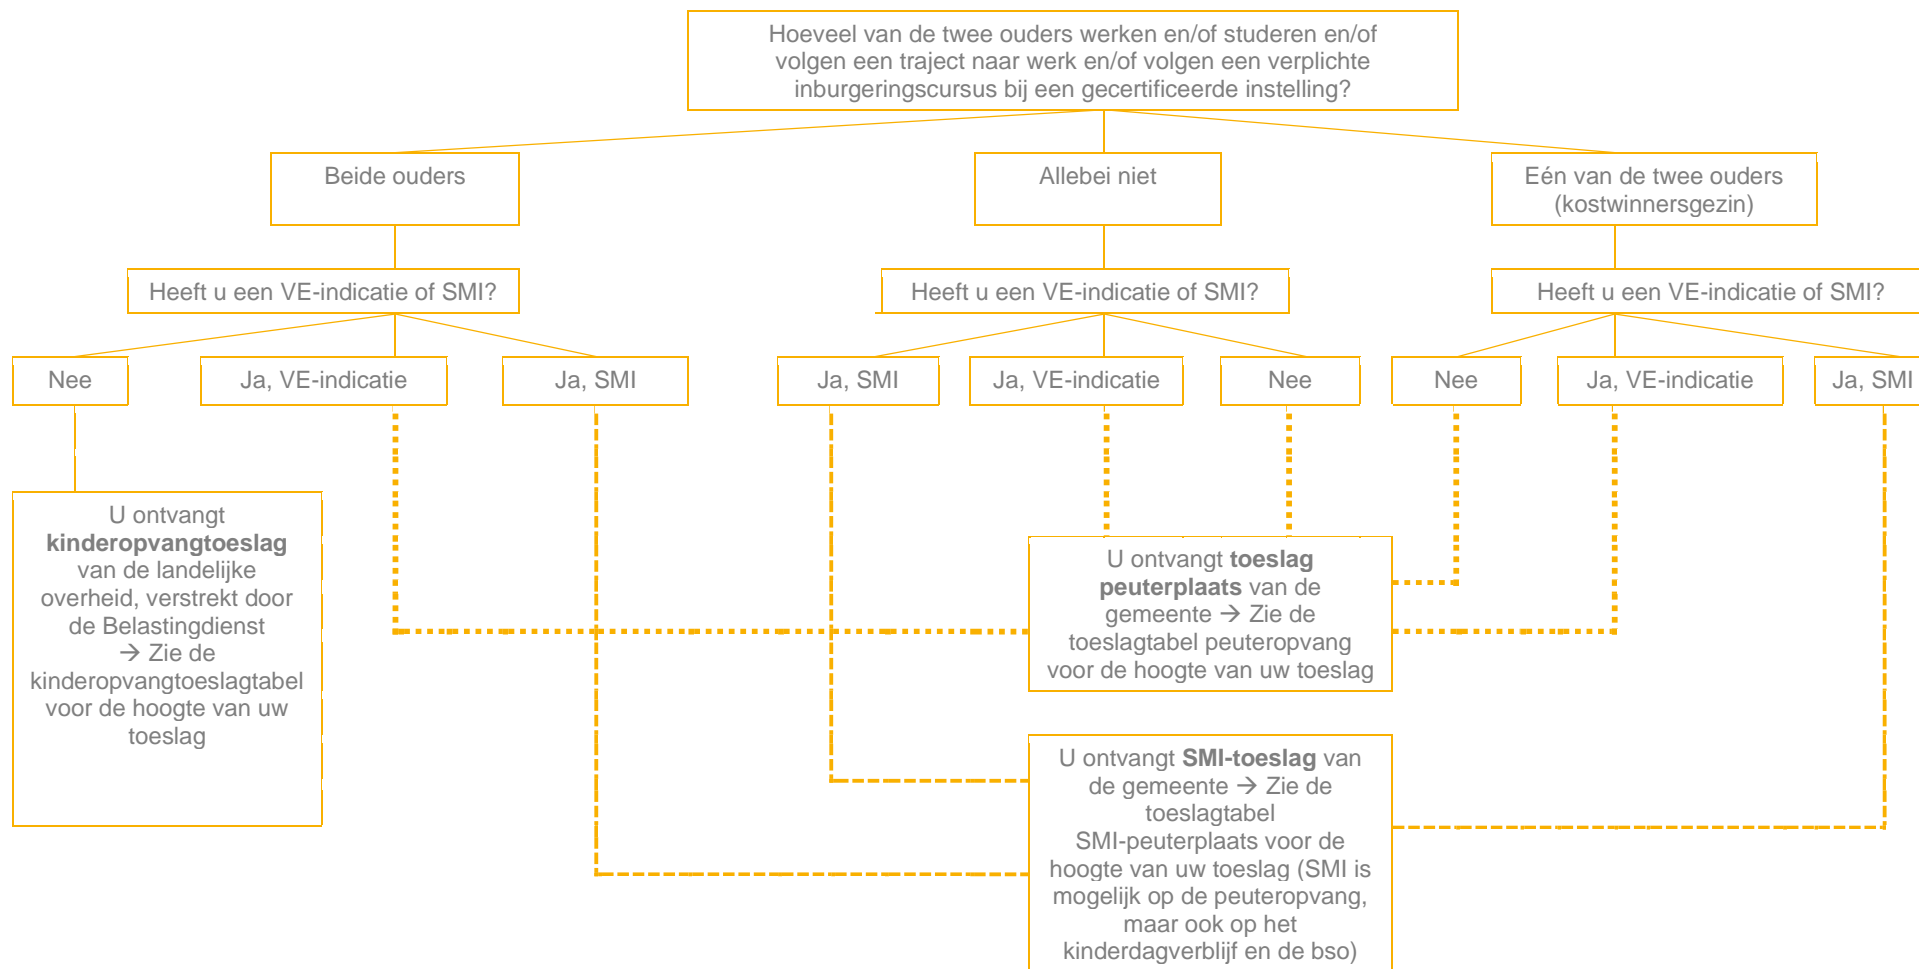 Hoeveel van de twee ouders werken en/of studeren en/of
volgen een traject naar werk en/of volgen een verplichte
inburgeringscursus bij een gecertificeerde instelling?
Beide ouders
Allebei niet
Eén van de twee ouders
(kostwinnersgezin)
Heeft u een VE-indicatie of SMI?
Heeft u een VE-indicatie of SMI?
Heeft u een VE-indicatie of SMI?
Nee
Ja, VE-indicatie
Ja, SMI
Ja, SMI
Ja, VE-indicatie
Nee
Nee
Ja, VE-indicatie
Ja, SMI
U ontvangt
kinderopvangtoeslag
van de landelijke
overheid, verstrekt door
de Belastingdienst
→ Zie de
kinderopvangtoeslagtabel
voor de hoogte van uw
toeslag
U ontvangt toeslag
peuterplaats van de
gemeente → Zie de
toeslagtabel peuteropvang
voor de hoogte van uw toeslag
U ontvangt SMI-toeslag van
de gemeente → Zie de
toeslagtabel
SMI-peuterplaats voor de
hoogte van uw toeslag (SMI is
mogelijk op de peuteropvang,
maar ook op het
kinderdagverblijf en de bso)